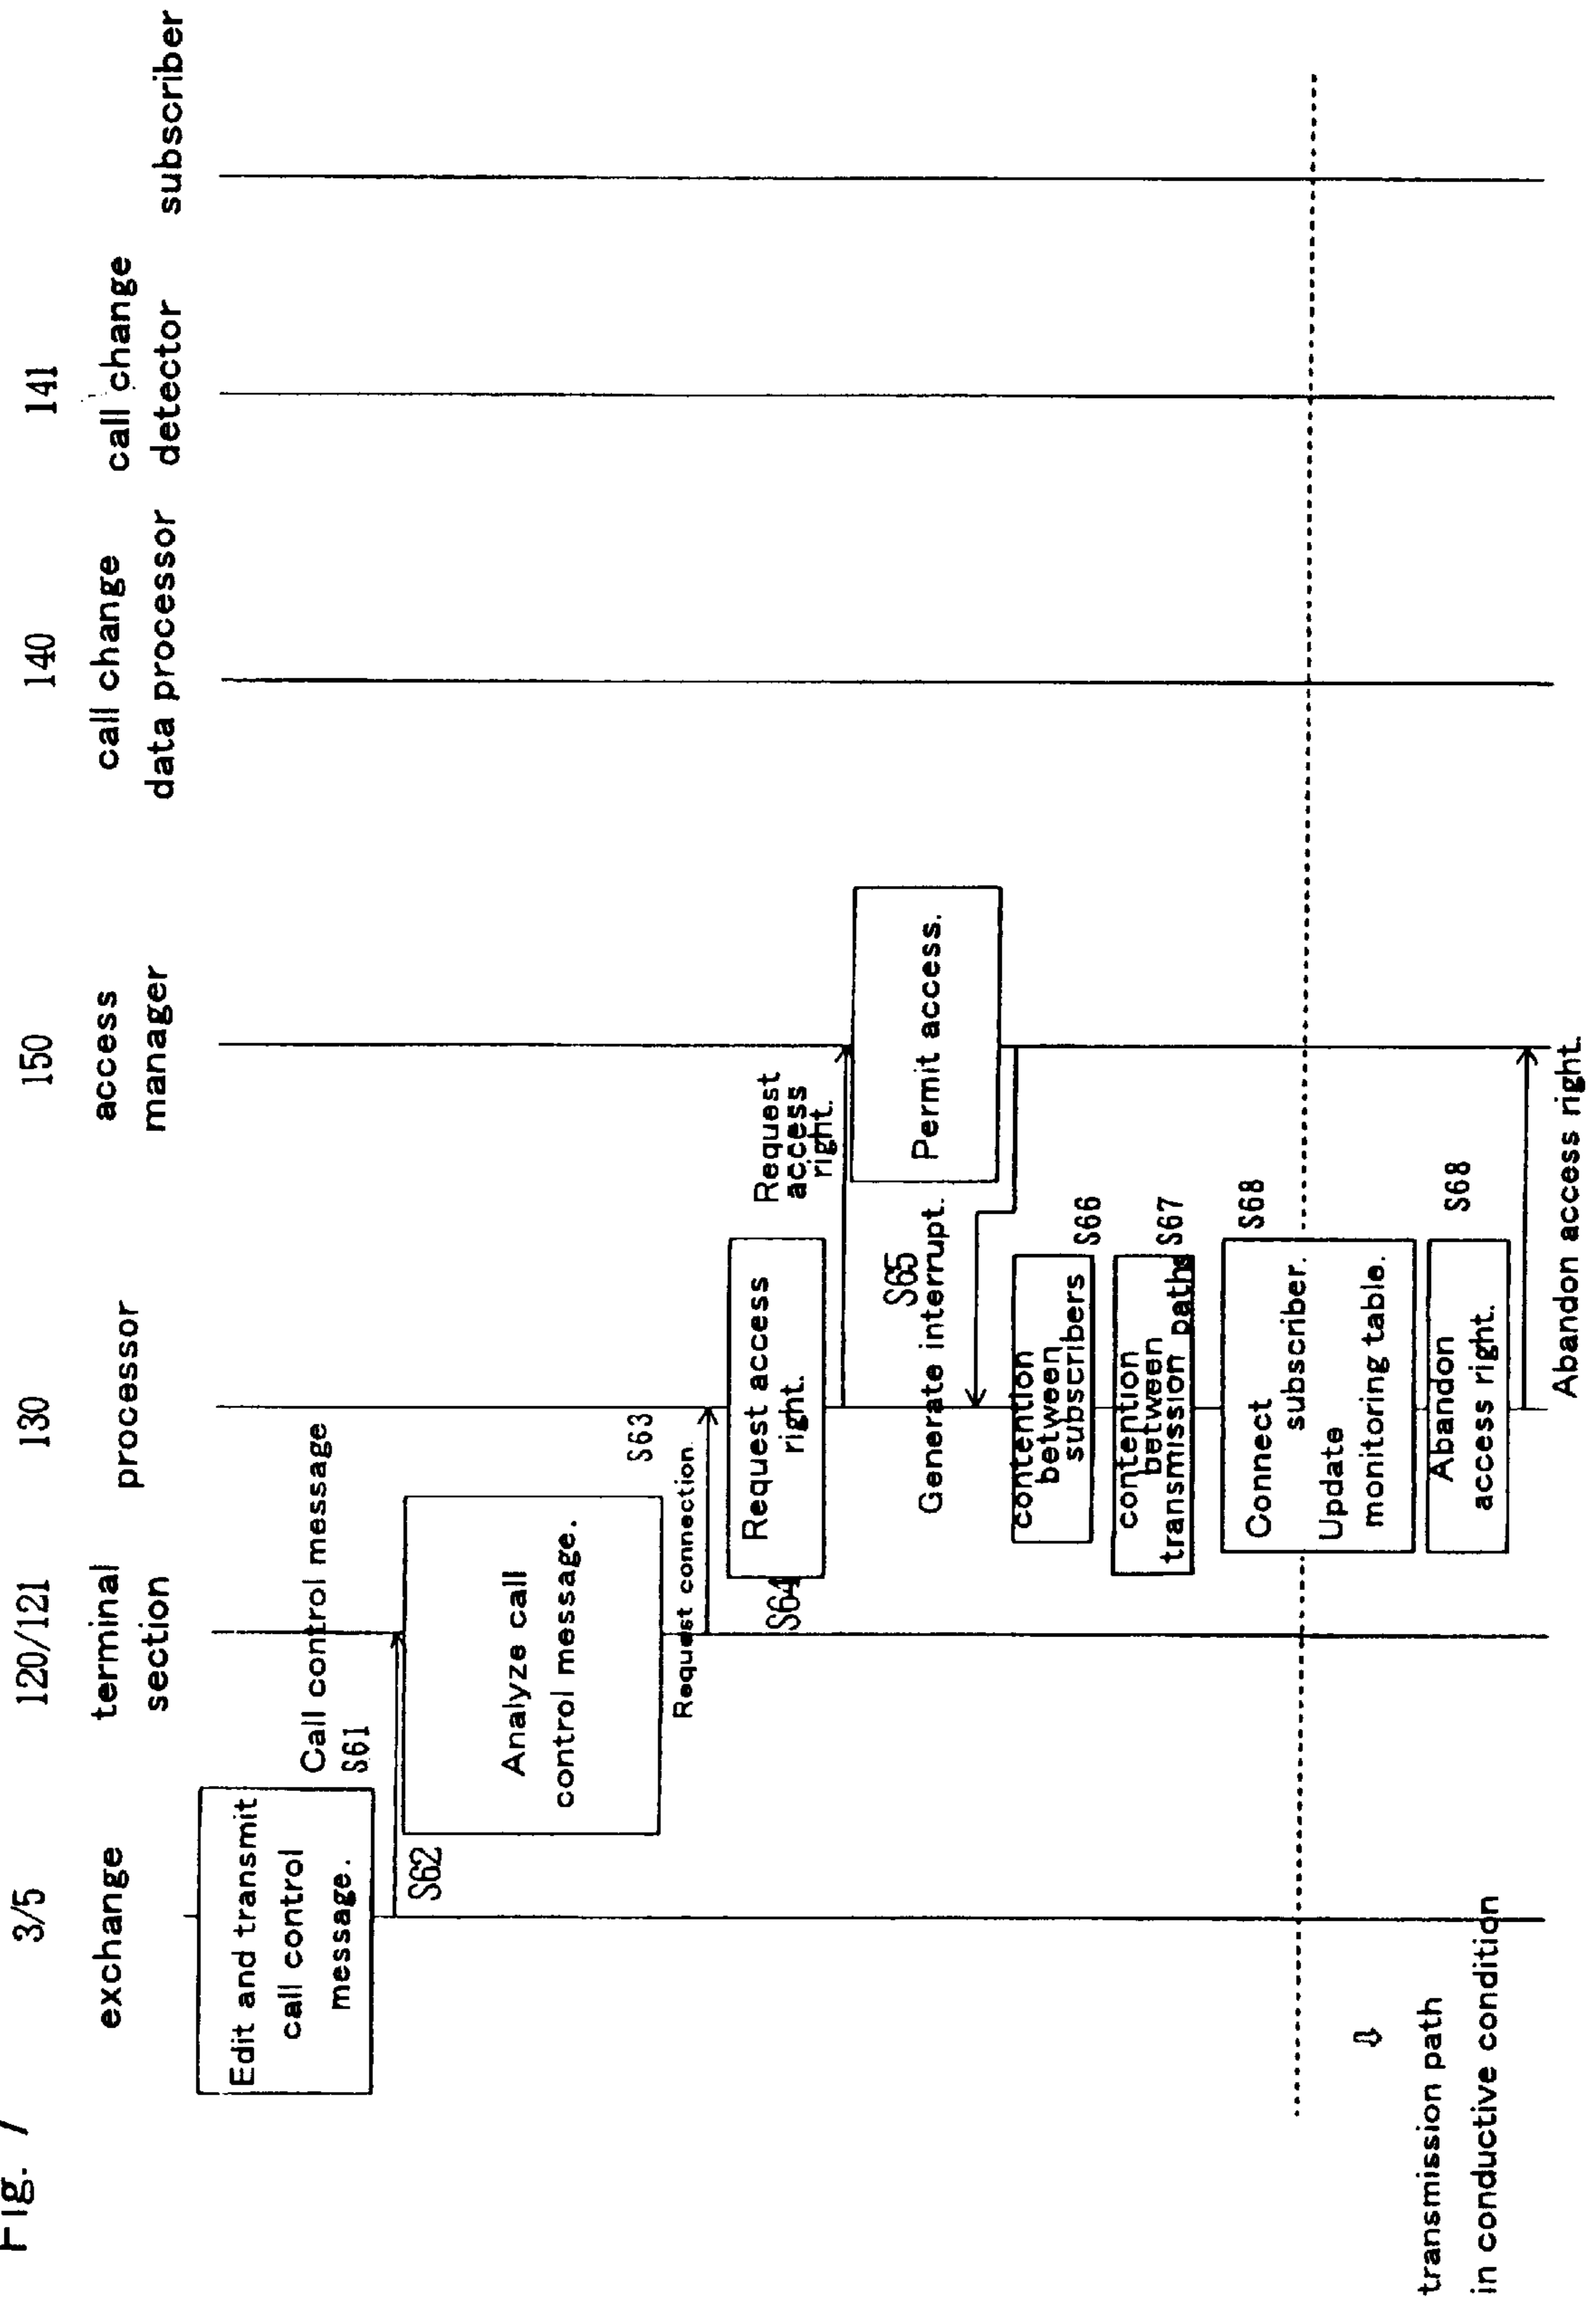 Fig. 7
3/5
exchange
120/121
terminal
section
130
processor
150
access
manager
140
call change
data processor
141
call change
detector
subscriber
Edit and transmit
call control
message.
Call control message
S61
S62
Analyze call
control message.
S63
Request connection
Request access
right.
S64
Request
access
right.
Permit access.
S65
Generate interrupt.
contention
between
subscribers
S66
contention
between
transmission paths
S67
Connect
subscriber.
Update
monitoring table.
S68
Abandon
access right.
S68
Abandon access right.
transmission path
in conductive condition